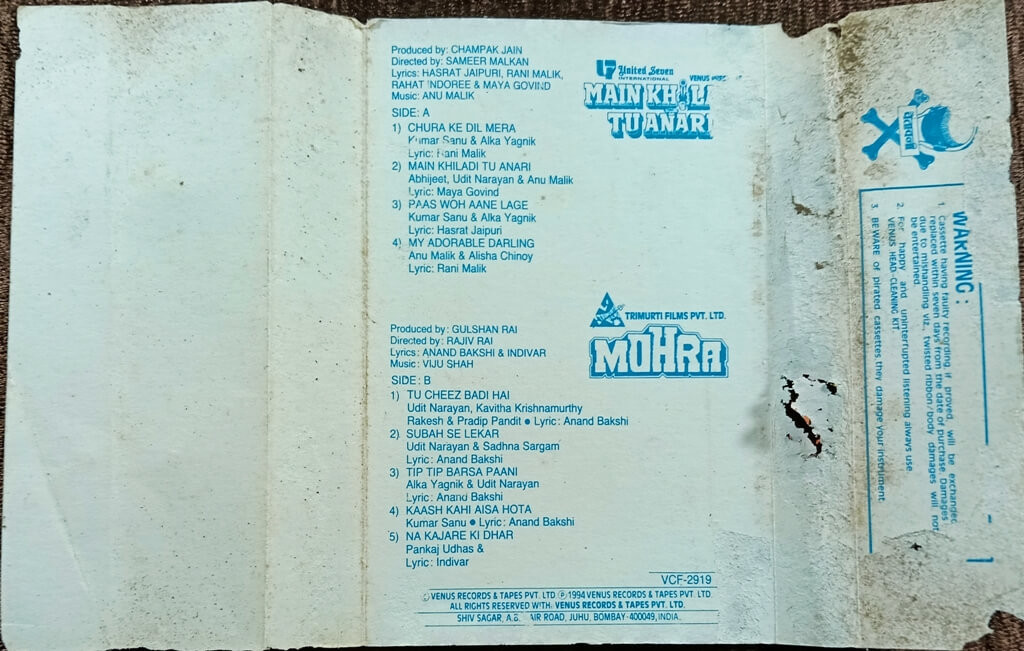 Produced by: CHAMPAK JAIN
Directed by: SAMEER MALKAN
Lyrics: HASRAT JAIPURI, RANI MALIK,
RAHAT INDOREE & MAYA GOVIND
Music: ANU MALIK
SIDE: A
1) CHURA KE DIL MERA
Kumar Sanu & Alka Yagnik
Lyric: Rani Malik
2) MAIN KHILADI TU ANARI
Abhijeet, Udit Narayan & Anu Malik
Lyric: Maya Govind
3) PAAS WOH AANE LAGE
Kumar Sanu & Alka Yagnik
Lyric: Hasrat Jaipuri
4) MY ADORABLE DARLING
Anu Malik & Alisha Chinoy
Lyric: Rani Malik
U7 United Seven
INTERNATIONAL VENUS
MAIN KHILADI
TU ANARI
Produced by: GULSHAN RAI
Directed by: RAJIV RAI
Lyrics: ANAND BAKSHI & INDIVAR
Music: VIJU SHAH
TRIMURTI FILMS PVT. LTD.
MOHRA
SIDE: B
1) TU CHEEZ BADI HAI
Udit Narayan, Kavitha Krishnamurthy
Rakesh & Pradip Pandit ● Lyric: Anand Bakshi
2) SUBAH SE LEKAR
Udit Narayan & Sadhna Sargam
Lyric: Anand Bakshi
3) TIP TIP BARSA PAANI
Alka Yagnik & Udit Narayan
Lyric: Anand Bakshi
4) KAASH KAHI AISA HOTA
Kumar Sanu ● Lyric: Anand Bakshi
5) NA KAJARE KI DHAR
Pankaj Udhas &
Lyric: Indivar
VCF-2919
© VENUS RECORDS & TAPES PVT. LTD ℗ 1994 VENUS RECORDS & TAPES PVT. LTD
ALL RIGHTS RESERVED WITH: VENUS RECORDS & TAPES PVT. LTD.
SHIV SAGAR, A.B. AIR ROAD, JUHU, BOMBAY-400049, INDIA.
WARNING:
1. Cassette having faulty recording, if proved, will be exchanged
replaced within seven days from the date of purchase. Damages
due to mishandling viz. twisted ribbon/body damages will not
be entertained.
2. For happy and uninterrupted listening always use
VENUS HEAD-CLEANING KIT.
3. BEWARE of pirated cassettes they damage your instrument.